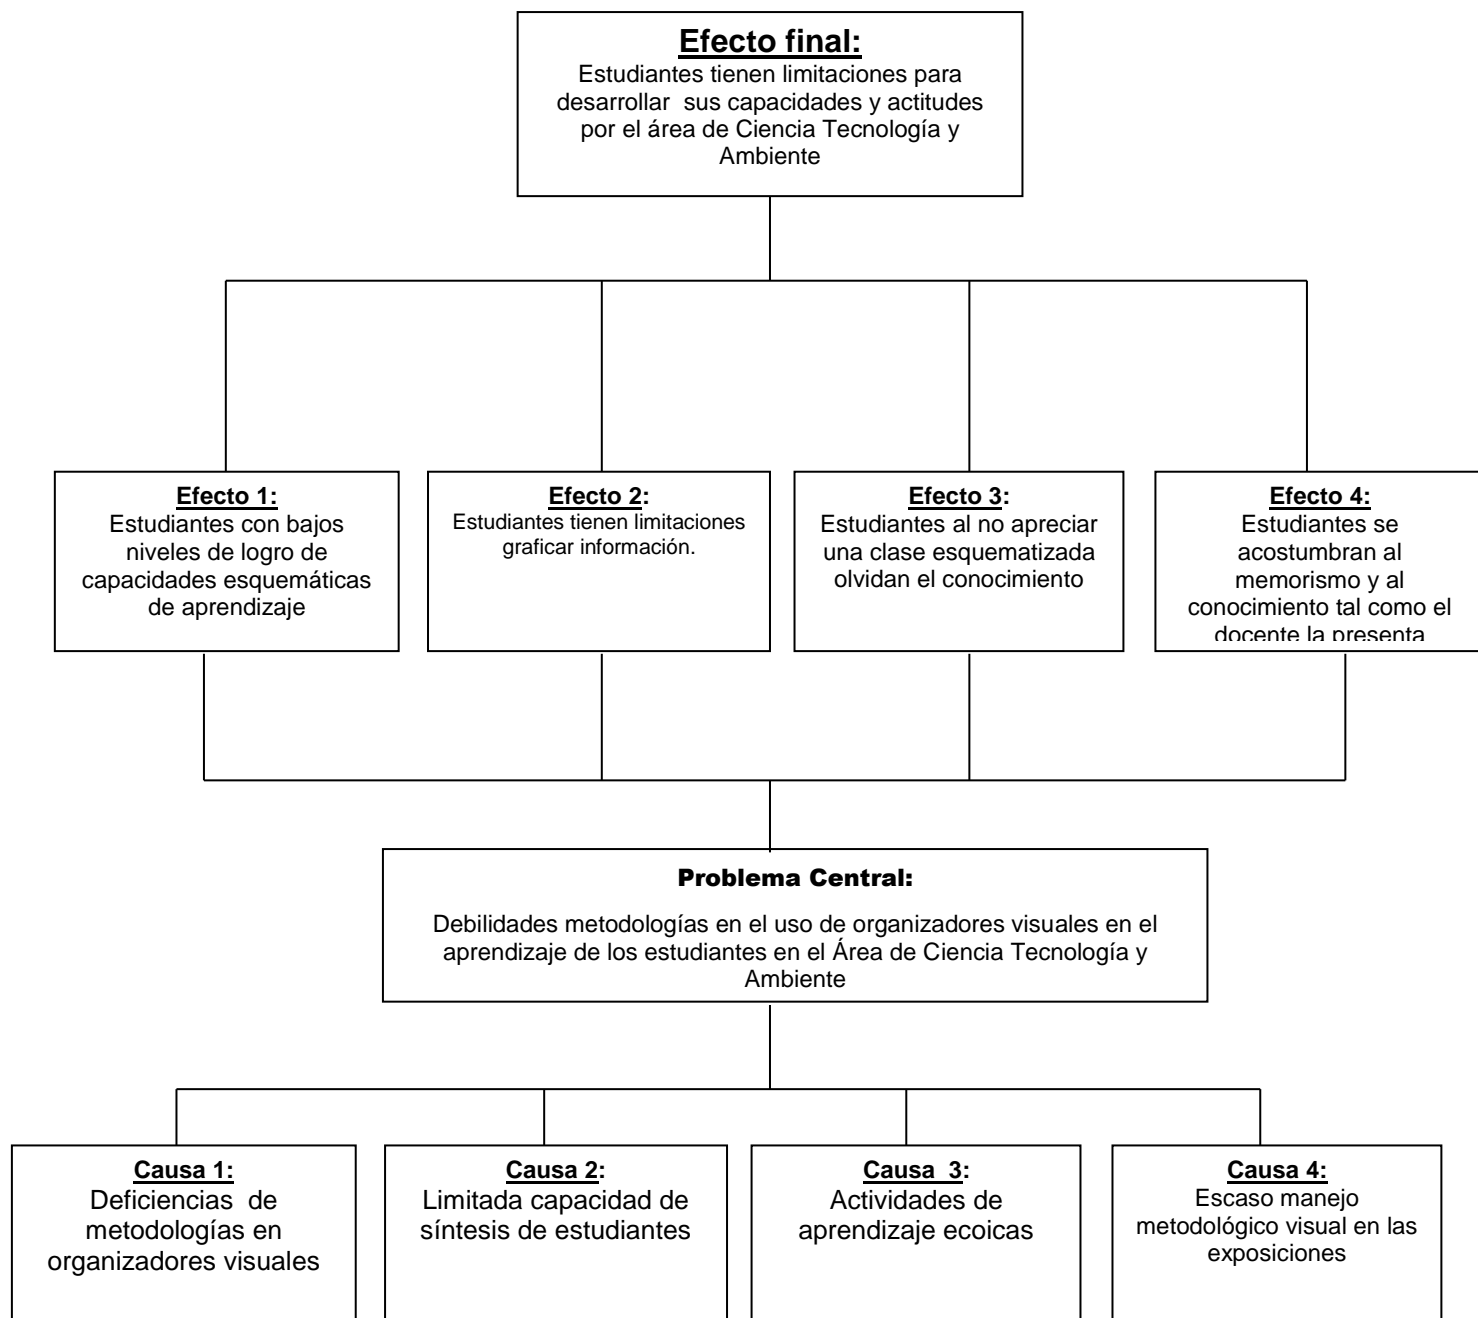 Efecto final:
Estudiantes tienen limitaciones para
desarrollar sus capacidades y actitudes
por el área de Ciencia Tecnología y
Ambiente
Efecto 1:
Estudiantes con bajos
niveles de logro de
capacidades esquemáticas
de aprendizaje
Efecto 2:
Estudiantes tienen limitaciones
graficar información.
Efecto 3:
Estudiantes al no apreciar
una clase esquematizada
olvidan el conocimiento
Efecto 4:
Estudiantes se
acostumbran al
memorismo y al
conocimiento tal como el
docente la presenta
Problema Central:
Debilidades metodologías en el uso de organizadores visuales en el
aprendizaje de los estudiantes en el Área de Ciencia Tecnología y
Ambiente
Causa 1:
Deficiencias de
metodologías en
organizadores visuales
Causa 2:
Limitada capacidad de
síntesis de estudiantes
Causa 3:
Actividades de
aprendizaje ecoicas
Causa 4:
Escaso manejo
metodológico visual en las
exposiciones